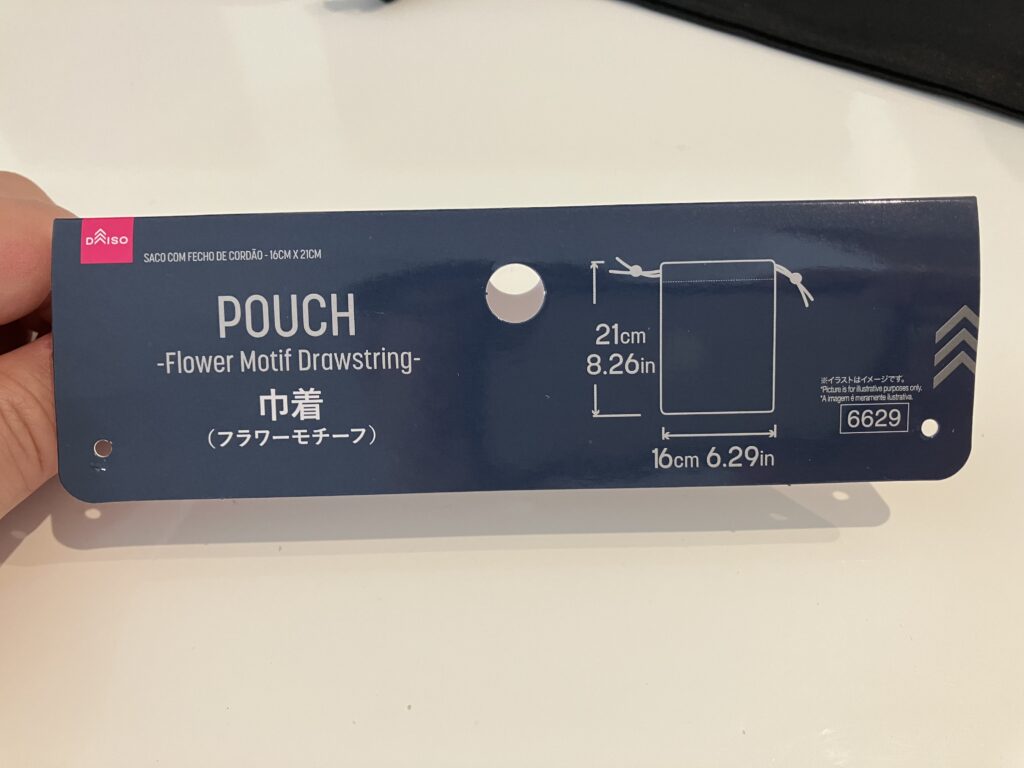 DAISO
SACO COM FECHO DE CORDÃO - 16CM X 21CM
POUCH
-Flower Motif Drawstring-
巾着
（フラワーモチーフ）
21cm
8.26in
16cm 6.29in
※イラストはイメージです。
*Picture is for illustrative purposes only.
*A imagem é meramente ilustrativa.
6629